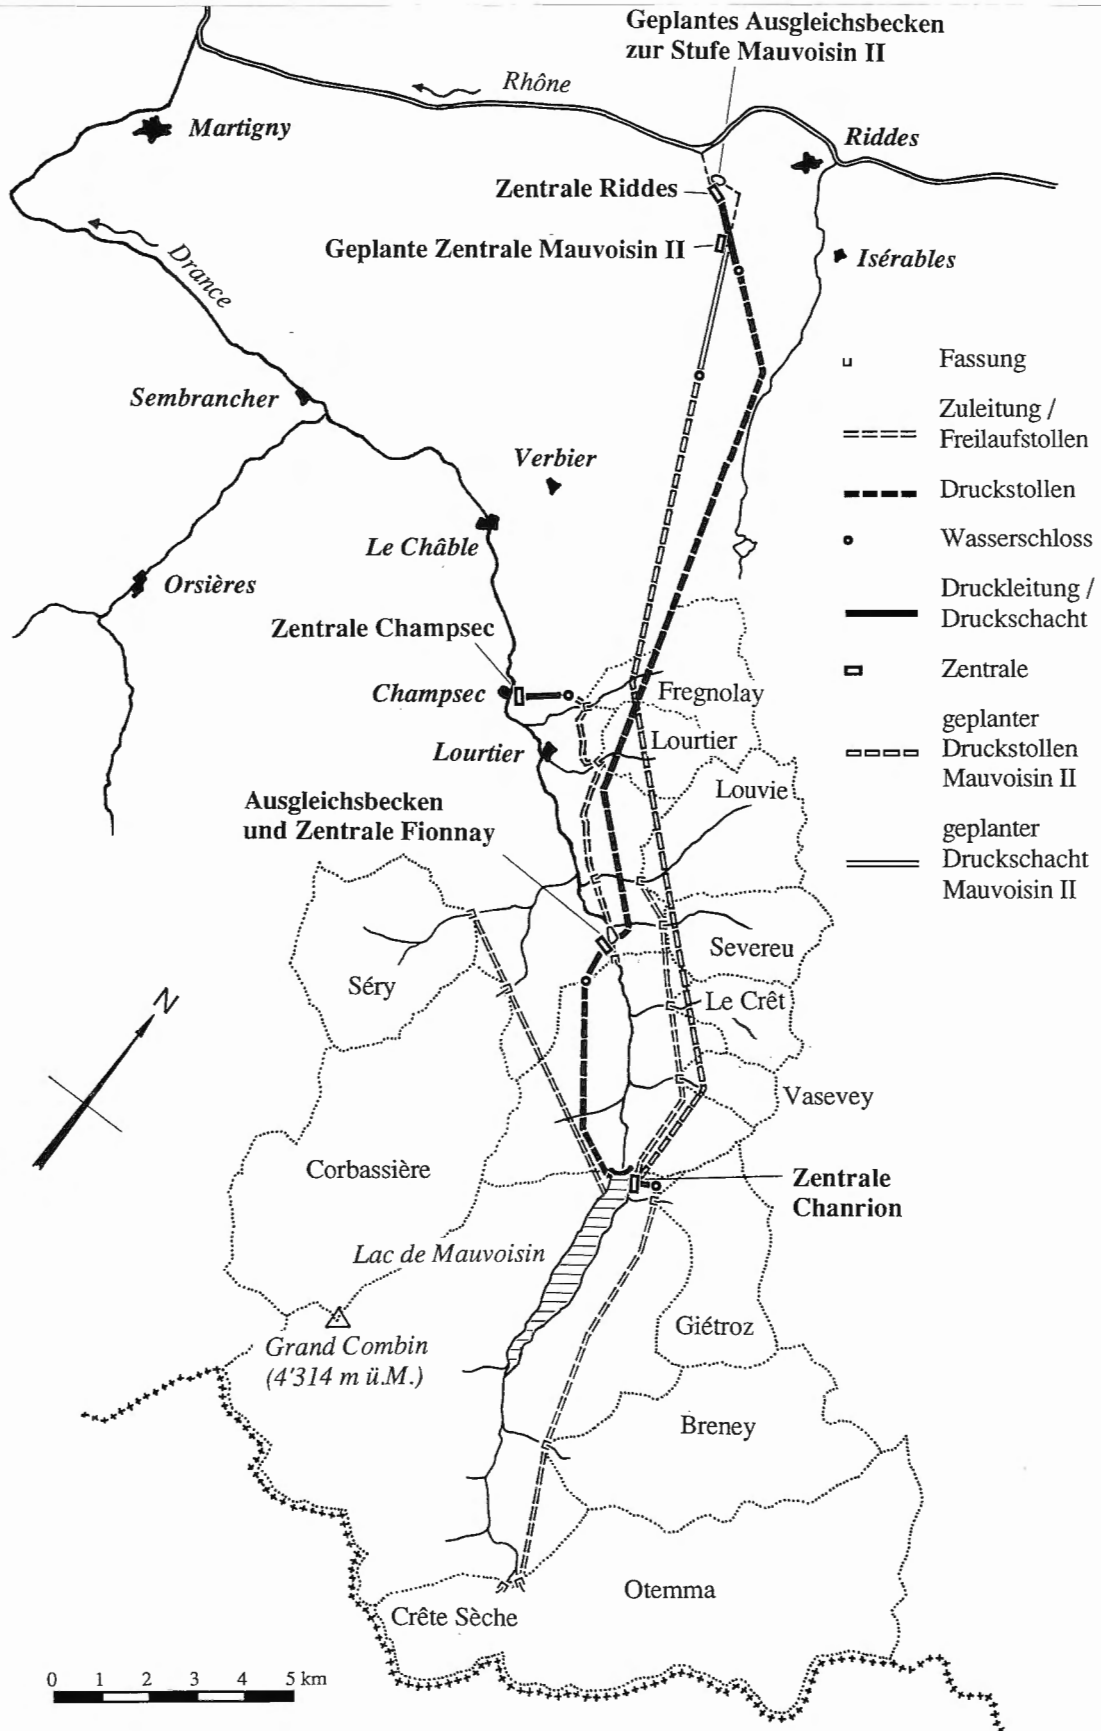 Geplantes Ausgleichsbecken
zur Stufe Mauvoisin II
Rhône
Martigny
Riddes
Zentrale Riddes
Geplante Zentrale Mauvoisin II
Isérables
Drance
Fassung
Sembrancher
Zuleitung /
Freilaufstollen
Verbier
Druckstollen
Le Châble
Wasserschloss
Orsières
Druckleitung /
Druckschacht
Zentrale Champsec
Zentrale
Champsec
Fregnolay
geplanter
Druckstollen
Mauvoisin II
Lourtier
Lourtier
Louvie
Ausgleichsbecken
und Zentrale Fionnay
geplanter
Druckschacht
Mauvoisin II
Severeu
Séry
Le Crêt
N
Vasevey
Corbassière
Zentrale
Chanrion
Lac de Mauvoisin
Giétroz
Grand Combin
(4'314 m ü.M.)
Breney
Otemma
Crête Sèche
0 1 2 3 4 5 km